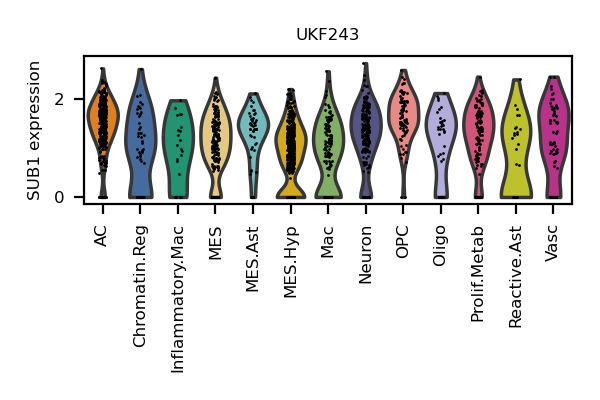 UKF243
SUB1 expression
2
0
AC
Chromatin.Reg
Inflammatory.Mac
MES
MES.Ast
MES.Hyp
Mac
Neuron
OPC
Oligo
Prolif.Metab
Reactive.Ast
Vasc